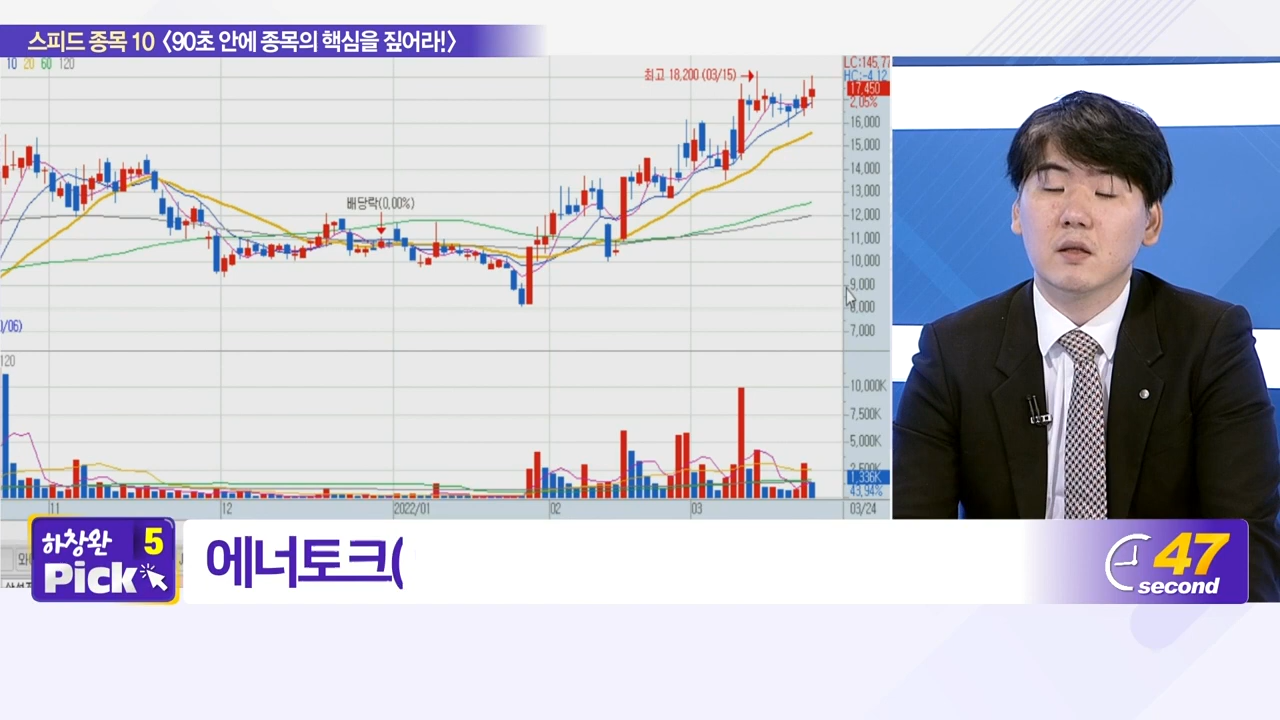 스피드 종목 10 〈90초 안에 종목의 핵심을 짚어라!〉
10 20 60 120
최고 18,200 (03/15)
LC:145,77
HC:-4,12
17,450
2,05%
16,000
15,000
14,000
13,000
배당락(0,00%)
12,000
11,000
10,000
9,000
8,000
7,000
/06)
120
10,000K
7,500K
5,000K
2,500K
1,336K
43,94%
11
12
2022/01
02
03
03/24
하창완 5
Pick
에너토크(
47
second